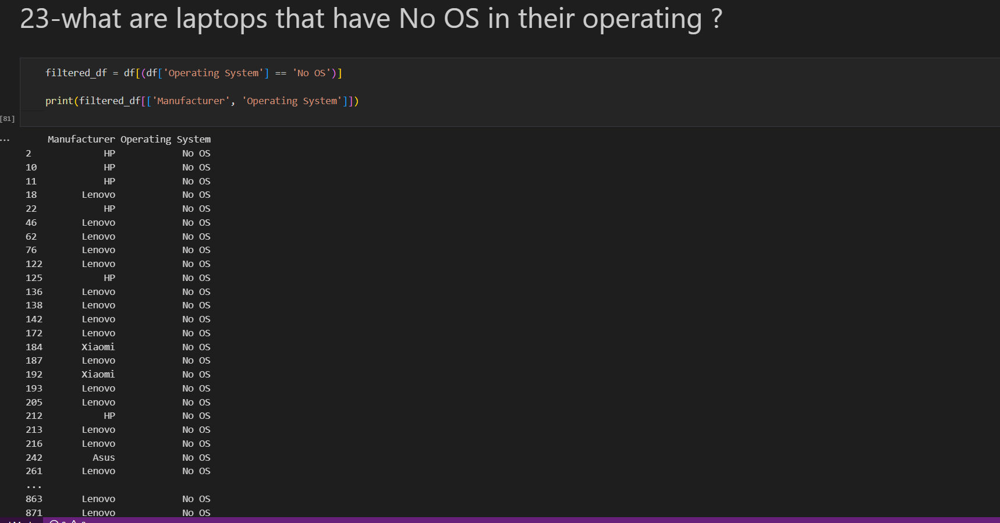 23-what are laptops that have No OS in their operating ?
filtered_df = df[(df['Operating System'] == 'No OS')]
print(filtered_df[['Manufacturer', 'Operating System']])
[81]
... Manufacturer Operating System
2 HP No OS
10 HP No OS
11 HP No OS
18 Lenovo No OS
22 HP No OS
46 Lenovo No OS
62 Lenovo No OS
76 Lenovo No OS
122 Lenovo No OS
125 HP No OS
136 Lenovo No OS
138 Lenovo No OS
142 Lenovo No OS
172 Lenovo No OS
184 Xiaomi No OS
187 Lenovo No OS
192 Xiaomi No OS
193 Lenovo No OS
205 Lenovo No OS
212 HP No OS
213 Lenovo No OS
216 Lenovo No OS
242 Asus No OS
261 Lenovo No OS
...
863 Lenovo No OS
871 Lenovo No OS